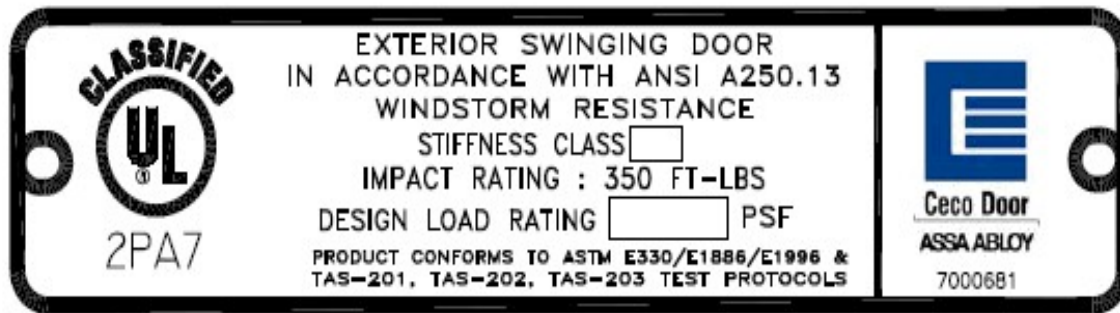 CLASSIFIED
UL
2PA7
EXTERIOR SWINGING DOOR
IN ACCORDANCE WITH ANSI A250.13
WINDSTORM RESISTANCE
STIFFNESS CLASS
IMPACT RATING : 350 FT-LBS
DESIGN LOAD RATING PSF
PRODUCT CONFORMS TO ASTM E330/E1886/E1996 &
TAS-201, TAS-202, TAS-203 TEST PROTOCOLS
Ceco Door
ASSA ABLOY
7000681